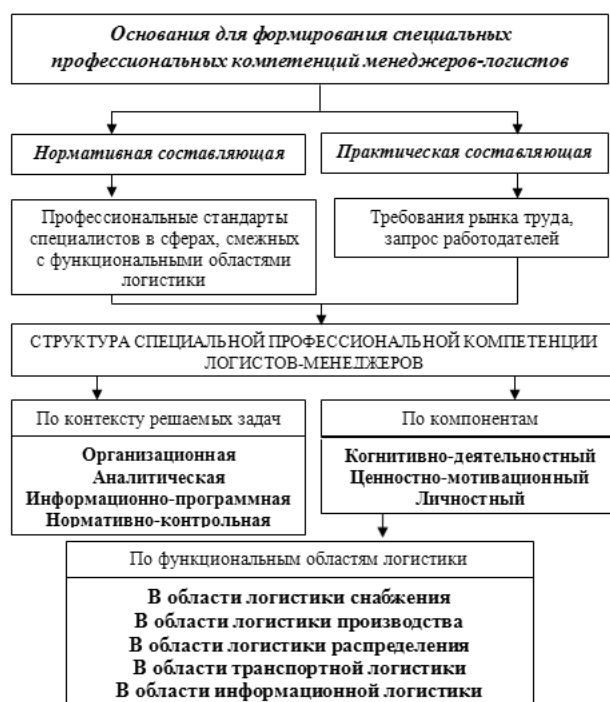 Основания для формирования специальных
профессиональных компетенций менеджеров-логистов
Нормативная составляющая
Практическая составляющая
Профессиональные стандарты
специалистов в сферах, смежных
с функциональными областями
логистики
Требования рынка труда,
запрос работодателей
СТРУКТУРА СПЕЦИАЛЬНОЙ ПРОФЕССИОНАЛЬНОЙ КОМПЕТЕНЦИИ
ЛОГИСТОВ-МЕНЕДЖЕРОВ
По контексту решаемых задач
Организационная
Аналитическая
Информационно-программная
Нормативно-контрольная
По компонентам
Когнитивно-деятельностный
Ценностно-мотивационный
Личностный
По функциональным областям логистики
В области логистики снабжения
В области логистики производства
В области логистики распределения
В области транспортной логистики
В области информационной логистики